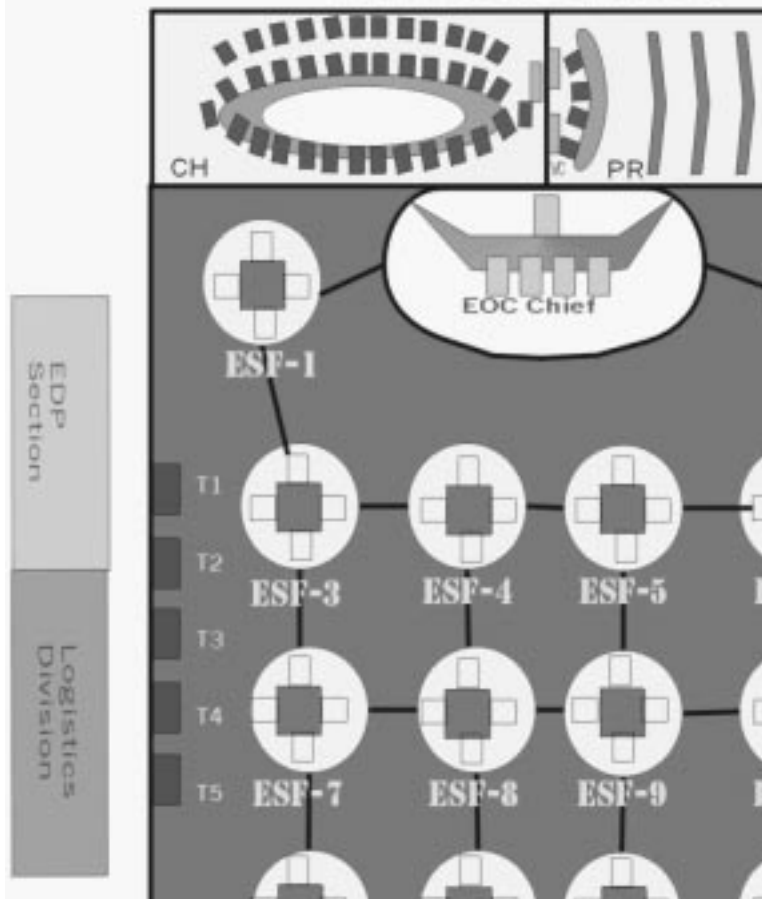 CH
PR
EOC Chief
ESF-1
EDP
Section
T1
T2
ESF-3
ESF-4
ESF-5
T3
Logistics
Division
T4
T5
ESF-7
ESF-8
ESF-9